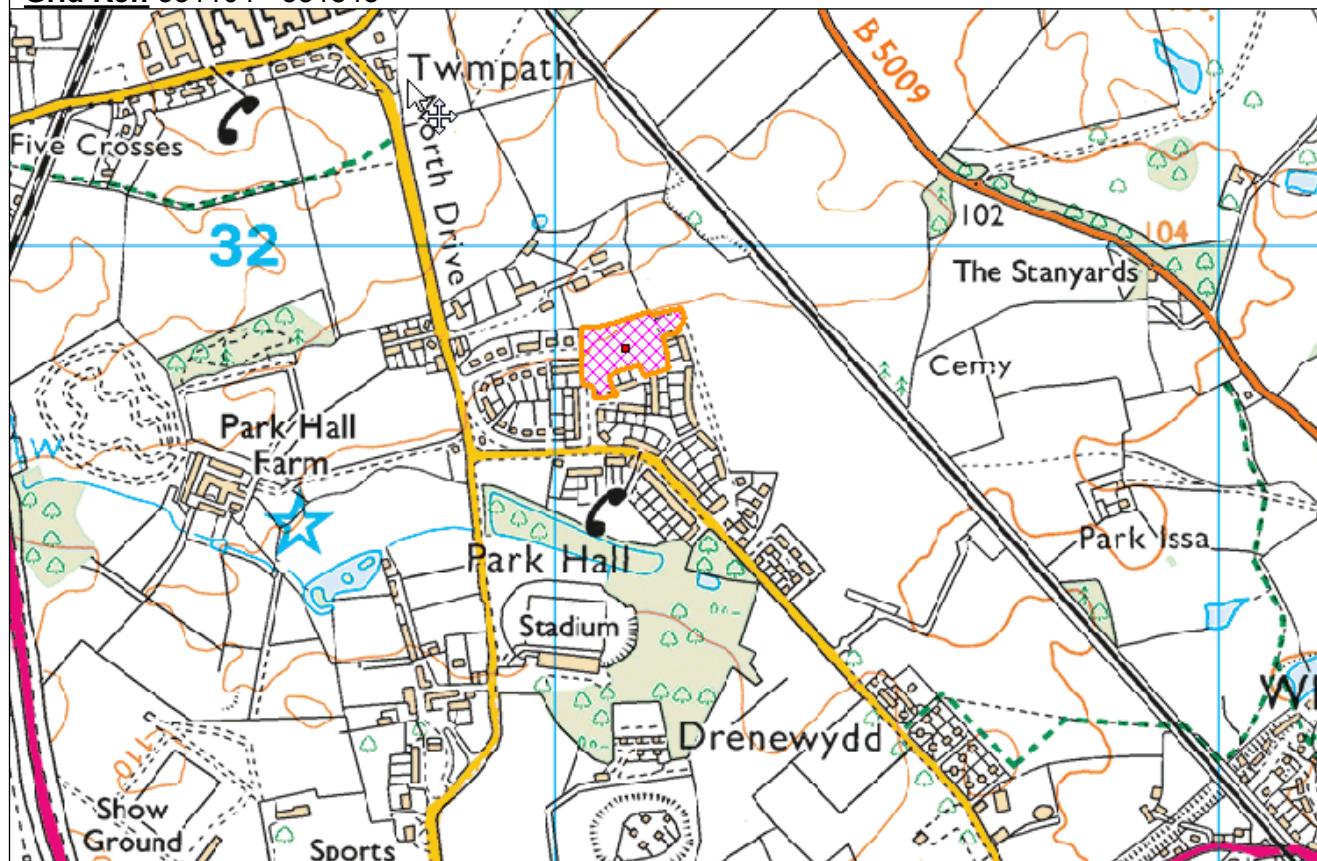 Twmpath
B 5009
Five Crosses
orth Drive
32
102
104
The Stanyards
Cerny
Park Hall
Farm
W
Park Hall
Park Issa
Stadium
Drenewydd
110
Show
Ground
Sports